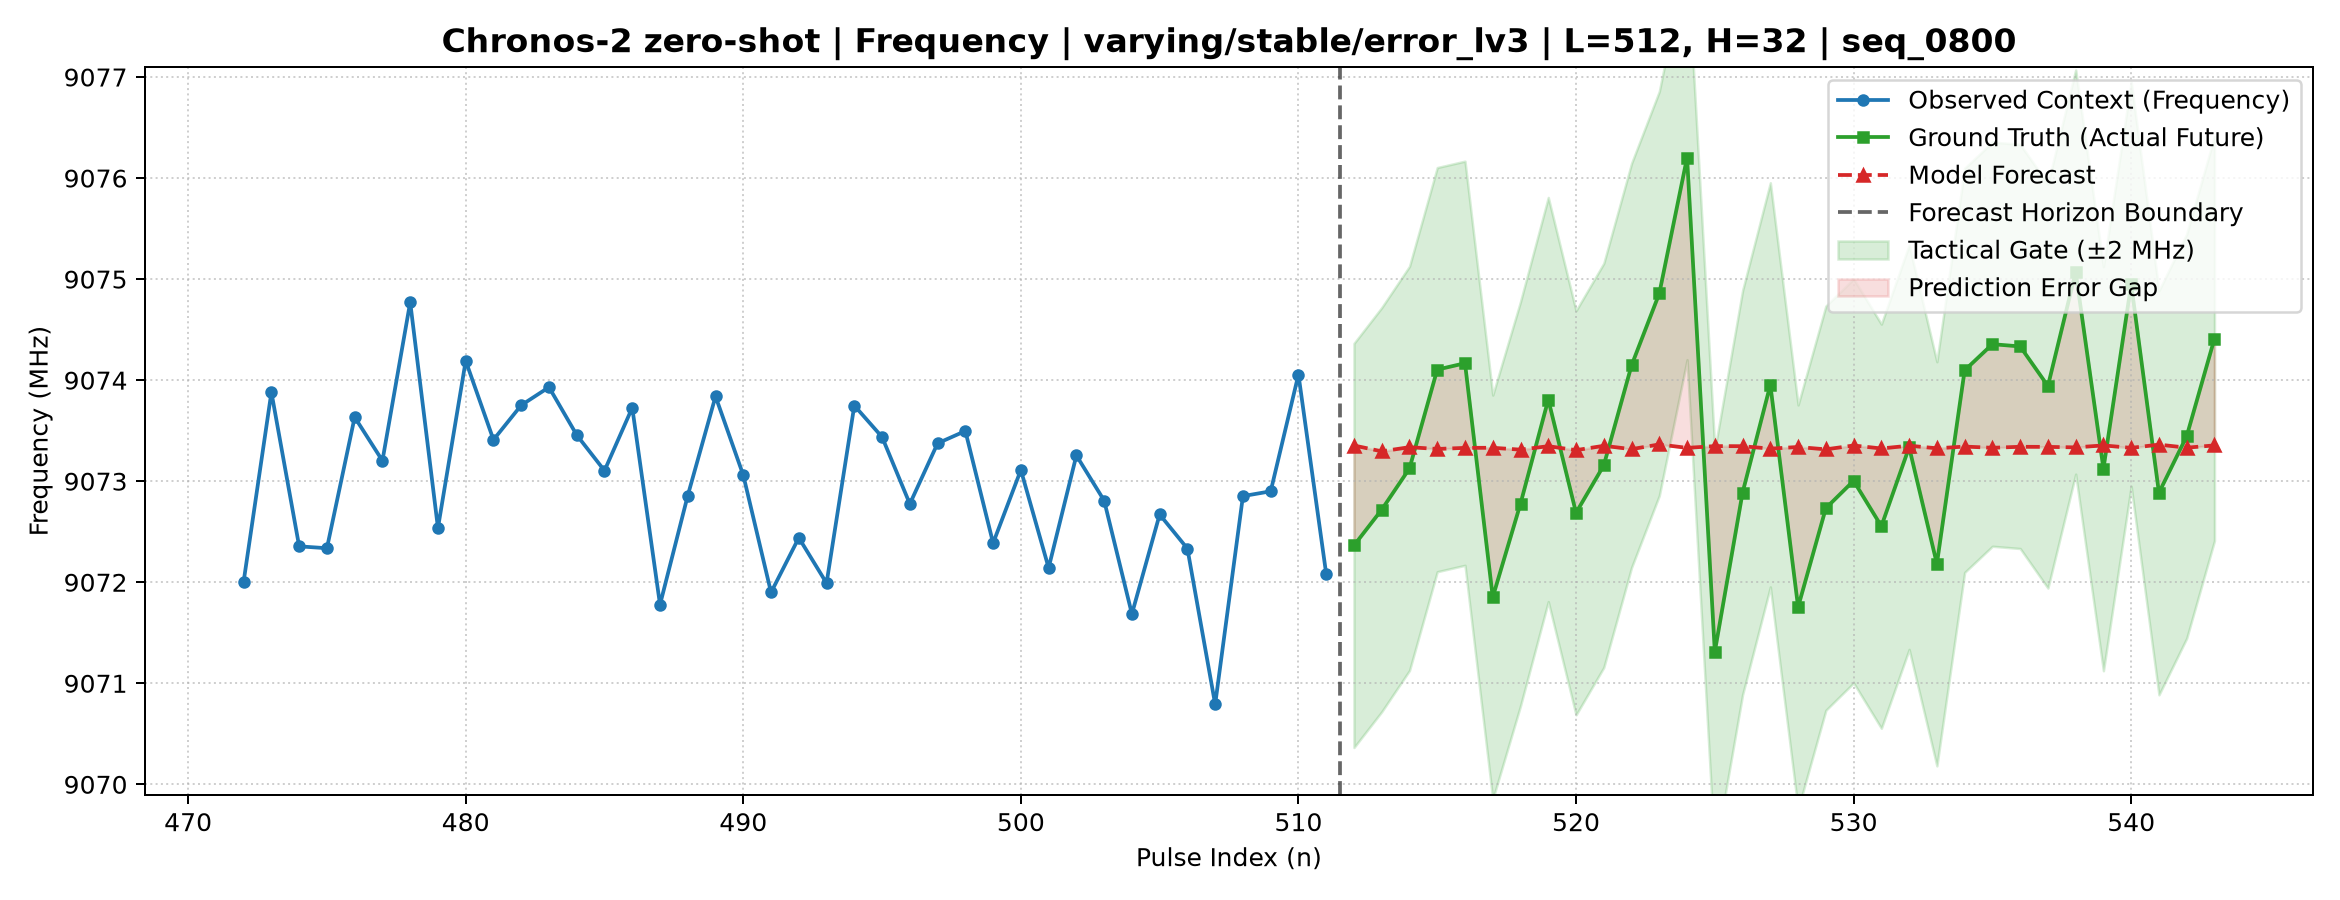 Chronos-2 zero-shot | Frequency | varying/stable/error_lv3 | L=512, H=32 | seq_0800
Frequency (MHz)
9077
9076
9075
9074
9073
9072
9071
9070
Observed Context (Frequency)
Ground Truth (Actual Future)
Model Forecast
Forecast Horizon Boundary
Tactical Gate (±2 MHz)
Prediction Error Gap
470 480 490 500 510 520 530 540
Pulse Index (n)